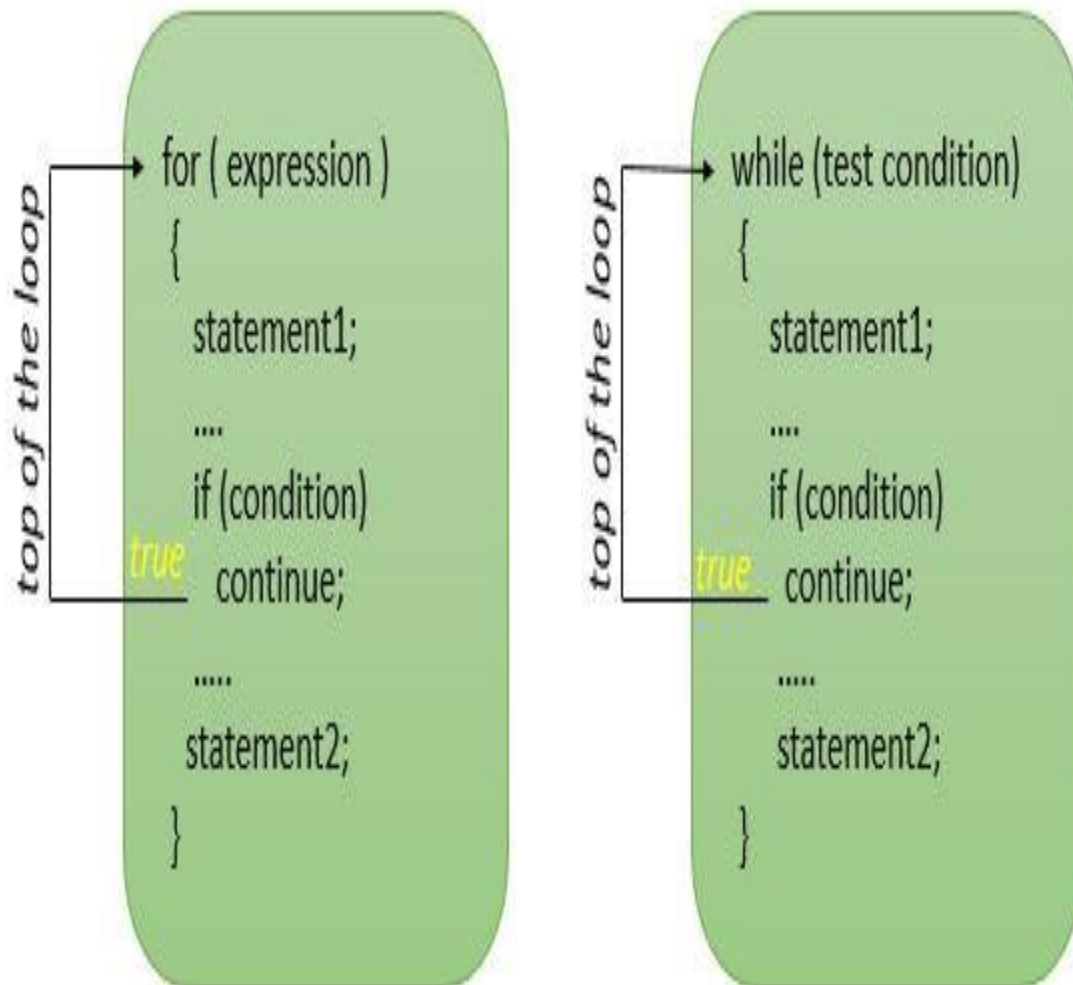 top of the loop
for ( expression )
{
statement1;
....
if (condition)
true
continue;
.....
statement2;
}
top of the loop
while (test condition)
{
statement1;
....
if (condition)
true
continue;
.....
statement2;
}